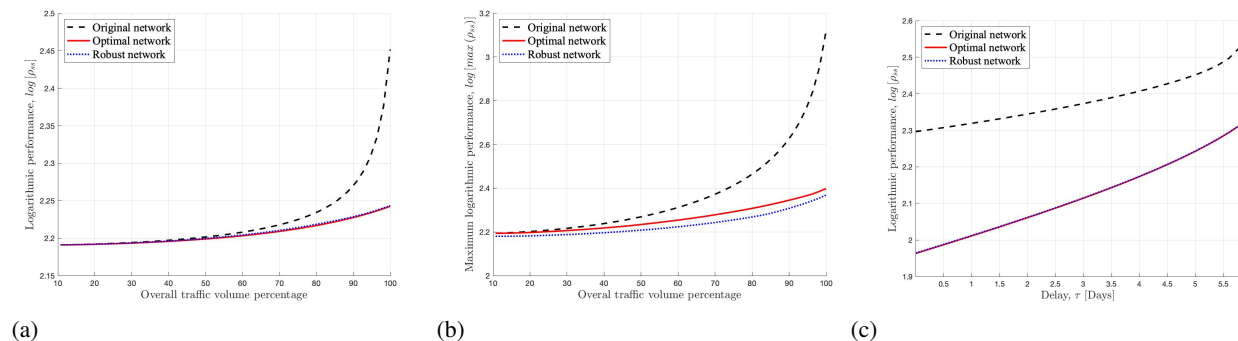 2.5
2.45
2.4
2.35
2.3
2.25
2.2
2.15
Logarithmic performance, log [ρss]
Original network
Optimal network
Robust network
10 20 30 40 50 60 70 80 90 100
Overall traffic volume percentage
(a)
3.2
3
2.8
2.6
2.4
2.2
2
Maximum logarithmic performance, log [max (ρss)]
Original network
Optimal network
Robust network
10 20 30 40 50 60 70 80 90 100
Overal traffic volume percentage
(b)
2.6
2.5
2.4
2.3
2.2
2.1
2
1.9
Logarithmic performance, log [ρss]
Original network
Optimal network
Robust network
0.5 1 1.5 2 2.5 3 3.5 4 4.5 5 5.5
Delay, τ [Days]
(c)